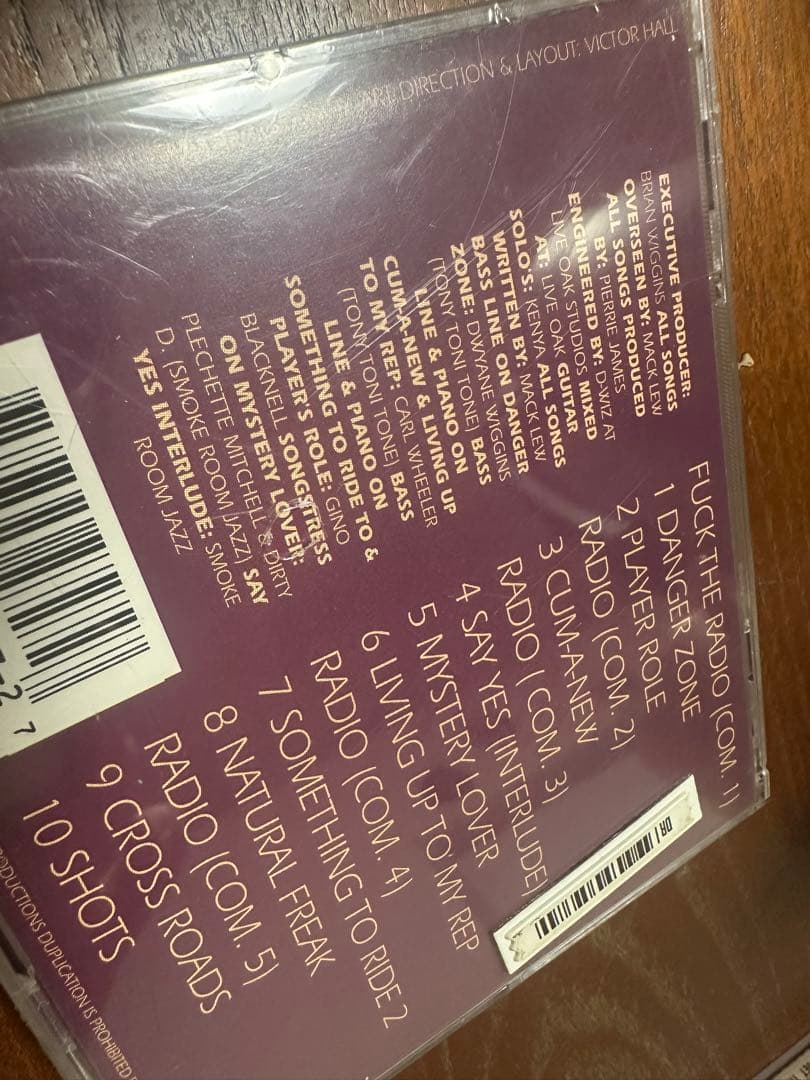 ART DIRECTION & LAYOUT: VICTOR HALL
EXECUTIVE PRODUCER:
BRIAN WIGGINS ALL SONGS
OVERSEEN BY: MACK LEW
ALL SONGS PRODUCED
BY: PIERRIE JAMES
ENGINEERED BY: D-WIZ AT
LIVE OAK STUDIOS MIXED
AT: LIVE OAK GUITAR
SOLO'S: KENYA ALL SONGS
WRITTEN BY: MACK LEW
BASS LINE ON DANGER
ZONE: DWYANE WIGGINS
(TONY TONI TONE) BASS
LINE & PIANO ON
CUM-A-NEW & LIVING UP
TO MY REP: CARL WHEELER
(TONY TONI TONE) BASS
LINE & PIANO ON
SOMETHING TO RIDE TO &
PLAYER'S ROLE: GINO
BLACKNELL SONGSTRESS
ON MYSTERY LOVER:
PLECHETTE MITCHELL & DIRTY
D. (SMOKE ROOM JAZZ) SAY
YES INTERLUDE: SMOKE
ROOM JAZZ
FUCK THE RADIO (COM. 1)
1 DANGER ZONE
2 PLAYER ROLE
RADIO (COM. 2)
3 CUM-A-NEW
RADIO ( COM. 3)
4 SAY YES (INTERLUDE)
5 MYSTERY LOVER
6 LIVING UP TO MY REP
RADIO (COM. 4)
7 SOMETHING TO RIDE 2
8 NATURAL FREAK
RADIO (COM. 5)
9 CROSS ROADS
10 SHOTS
DUPLICATION IS PROHIBITED